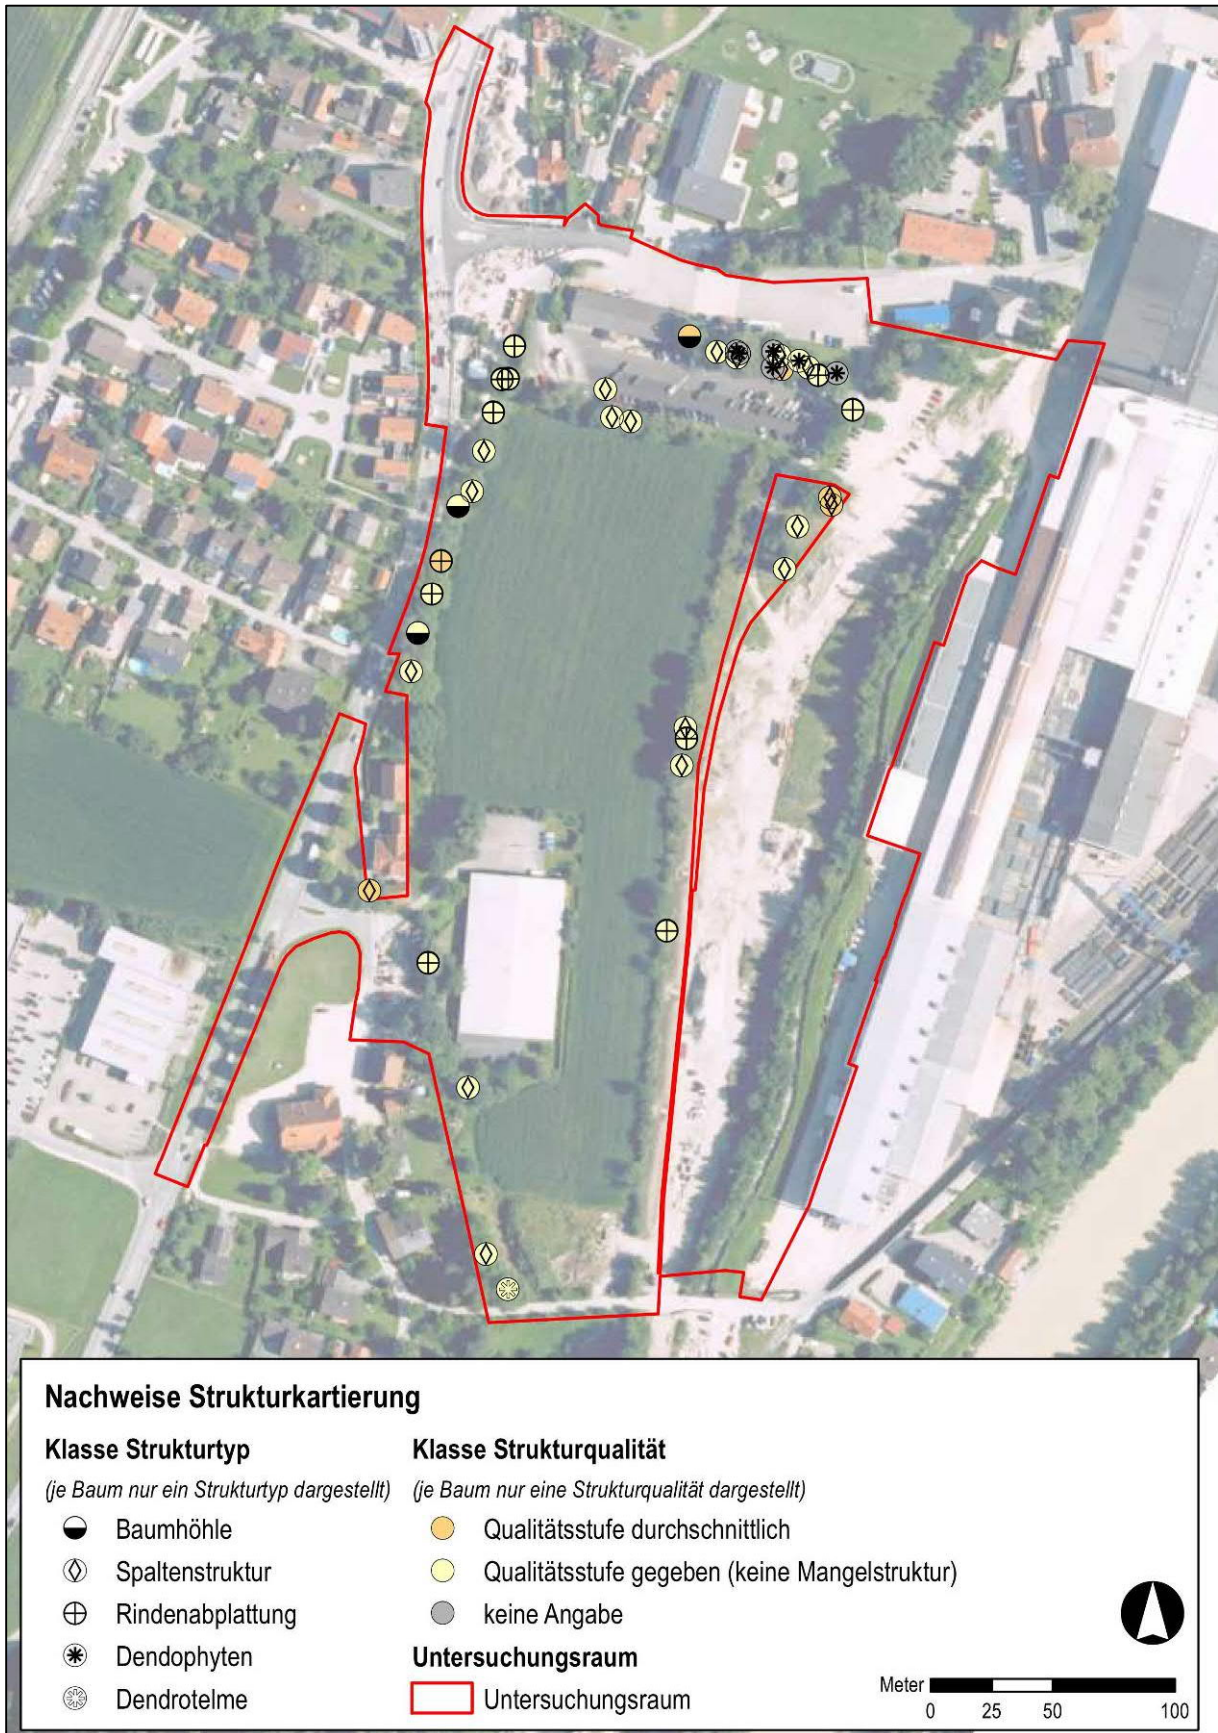 Nachweise Strukturkartierung
Klasse Strukturtyp
(je Baum nur ein Strukturtyp dargestellt)
Baumhöhle
Spaltenstruktur
Rindenabplattung
Dendophyten
Dendrotelme
Klasse Strukturqualität
(je Baum nur eine Strukturqualität dargestellt)
Qualitätsstufe durchschnittlich
Qualitätsstufe gegeben (keine Mangelstruktur)
keine Angabe
Untersuchungsraum
Untersuchungsraum
Meter
0 25 50 100